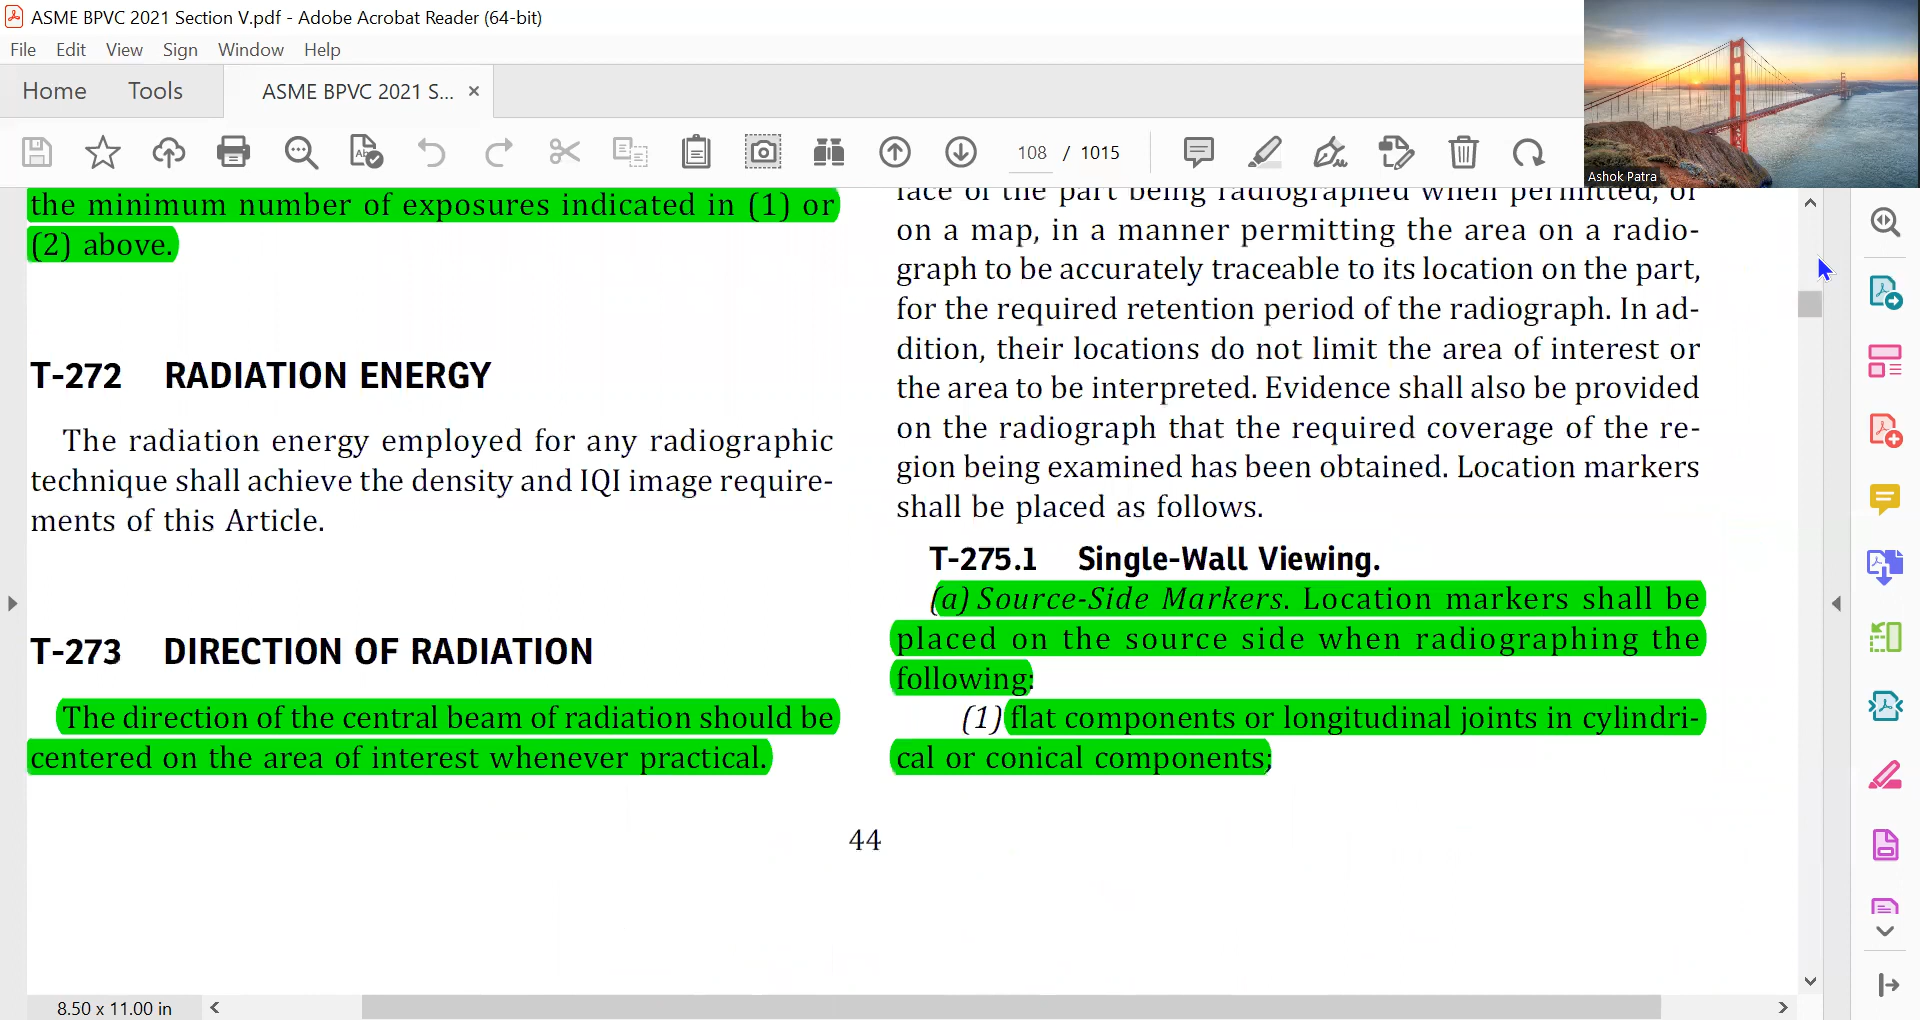 ASME BPVC 2021 Section V.pdf - Adobe Acrobat Reader (64-bit)
File Edit View Sign Window Help
Home Tools ASME BPVC 2021 S... ×
108 / 1015
Ashok Patra
the minimum number of exposures indicated in (1) or
(2) above.
T-272 RADIATION ENERGY
The radiation energy employed for any radiographic
technique shall achieve the density and IQI image require-
ments of this Article.
T-273 DIRECTION OF RADIATION
The direction of the central beam of radiation should be
centered on the area of interest whenever practical.
face of the part being radiographed when permitted, or
on a map, in a manner permitting the area on a radio-
graph to be accurately traceable to its location on the part,
for the required retention period of the radiograph. In ad-
dition, their locations do not limit the area of interest or
the area to be interpreted. Evidence shall also be provided
on the radiograph that the required coverage of the re-
gion being examined has been obtained. Location markers
shall be placed as follows.
T-275.1 Single-Wall Viewing.
(a) Source-Side Markers. Location markers shall be
placed on the source side when radiographing the
following:
(1) flat components or longitudinal joints in cylindri-
cal or conical components;
44
8.50 x 11.00 in